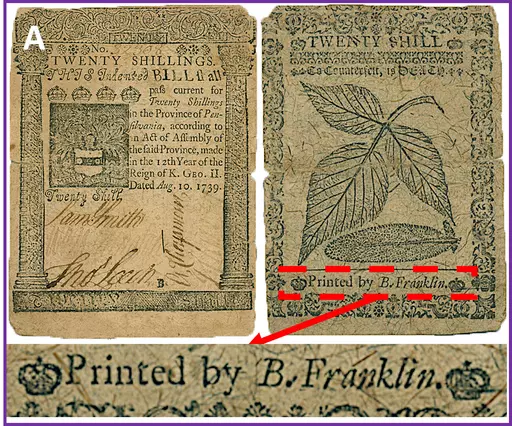 A
TWENTY
No.
TWENTY SHILLINGS.
THIS Indented BILL shall
pass current for
Twenty Shillings
in the Province of Pen-
silvania, according to
an Act of Assembly of
the said Province, made
in the 12th Year of the
Reign of K. GEO. II.
Dated Aug. 10. 1739.
Twenty Shill.
Sam Smith
B
TWENTY SHILL
To Counterfeit, is DEATH.
Printed by B. Franklin.
Printed by B. Franklin.